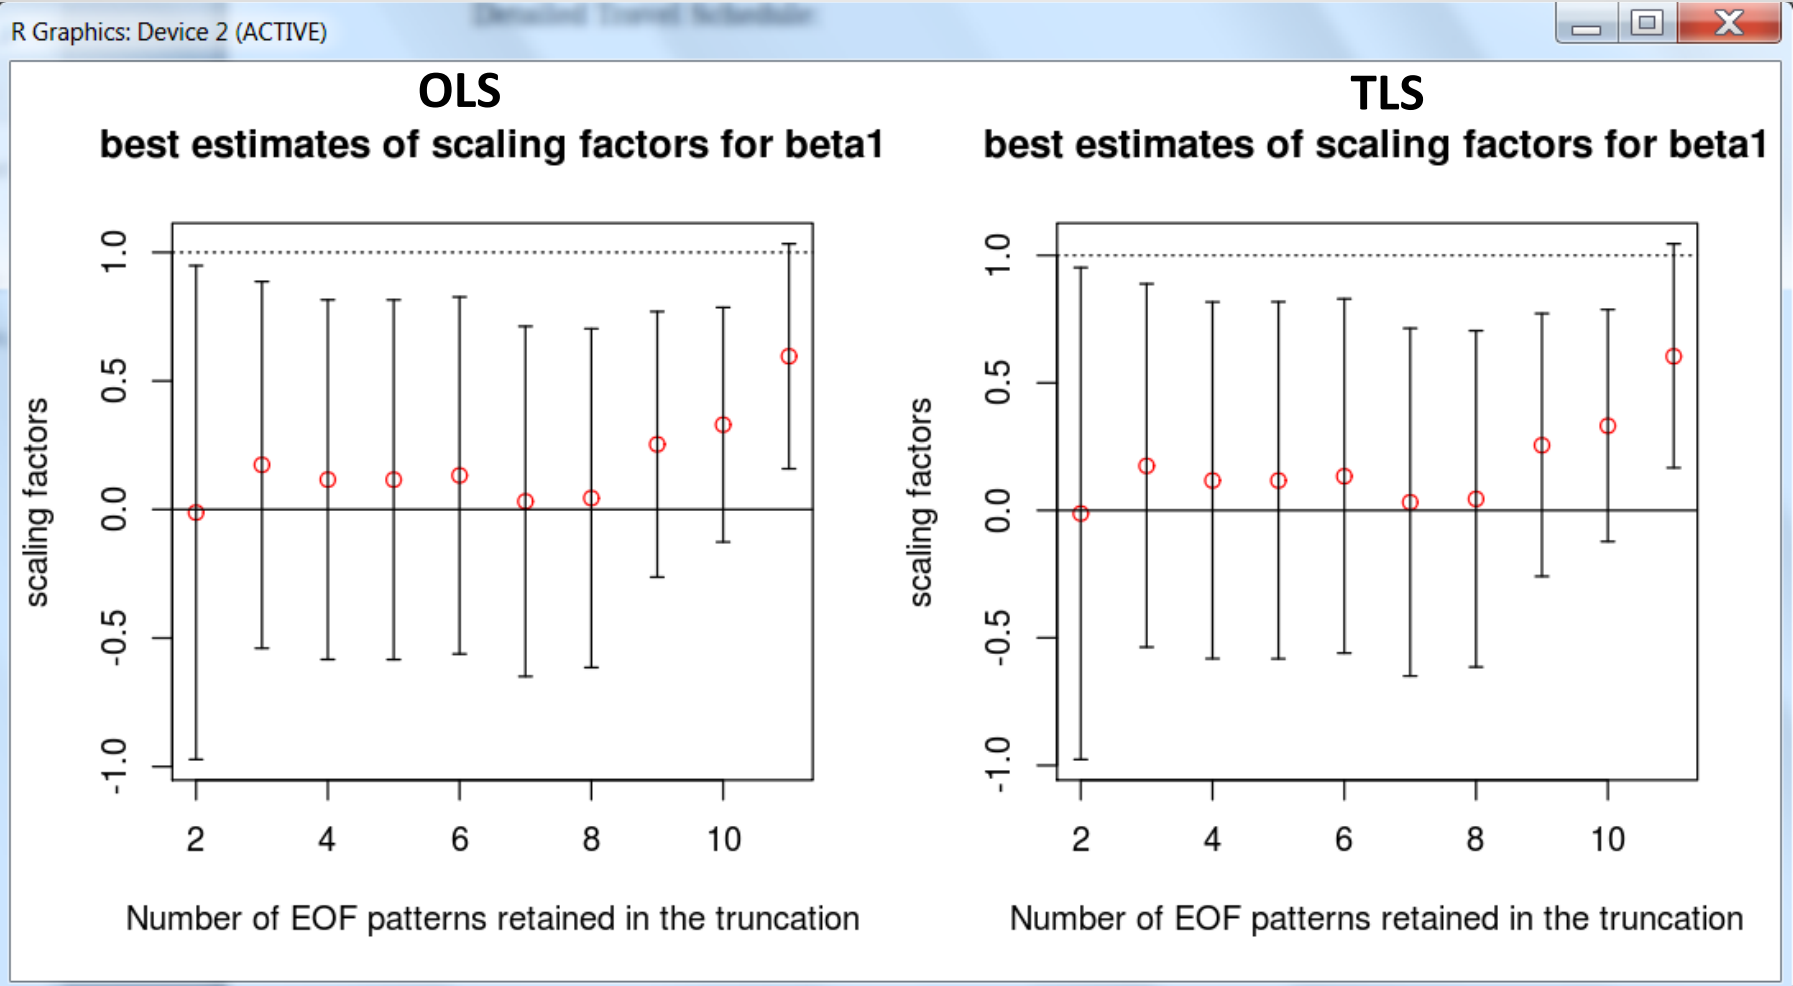 Detailed Travel Schedule:
R Graphics: Device 2 (ACTIVE)
OLS
best estimates of scaling factors for beta1
scaling factors
1.0
0.5
0.0
-0.5
-1.0
2 4 6 8 10
Number of EOF patterns retained in the truncation
TLS
best estimates of scaling factors for beta1
scaling factors
1.0
0.5
0.0
-0.5
-1.0
2 4 6 8 10
Number of EOF patterns retained in the truncation